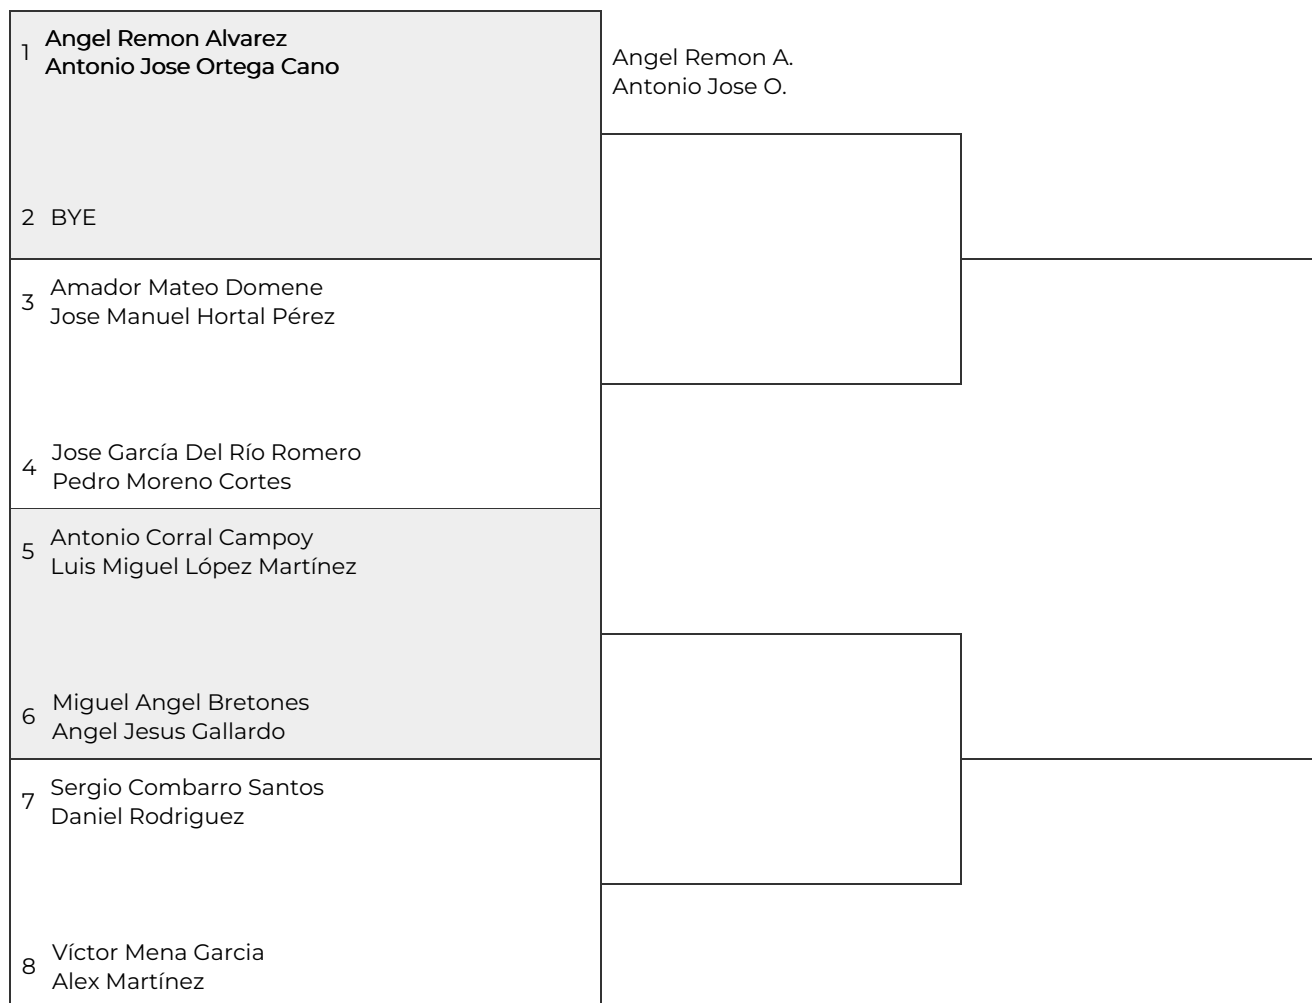 1
Angel Remon Alvarez
Antonio Jose Ortega Cano
Angel Remon A.
Antonio Jose O.
2 BYE
3
Amador Mateo Domene
Jose Manuel Hortal Pérez
4
Jose García Del Río Romero
Pedro Moreno Cortes
5
Antonio Corral Campoy
Luis Miguel López Martínez
6
Miguel Angel Bretones
Angel Jesus Gallardo
7
Sergio Combarro Santos
Daniel Rodriguez
8
Víctor Mena Garcia
Alex Martínez